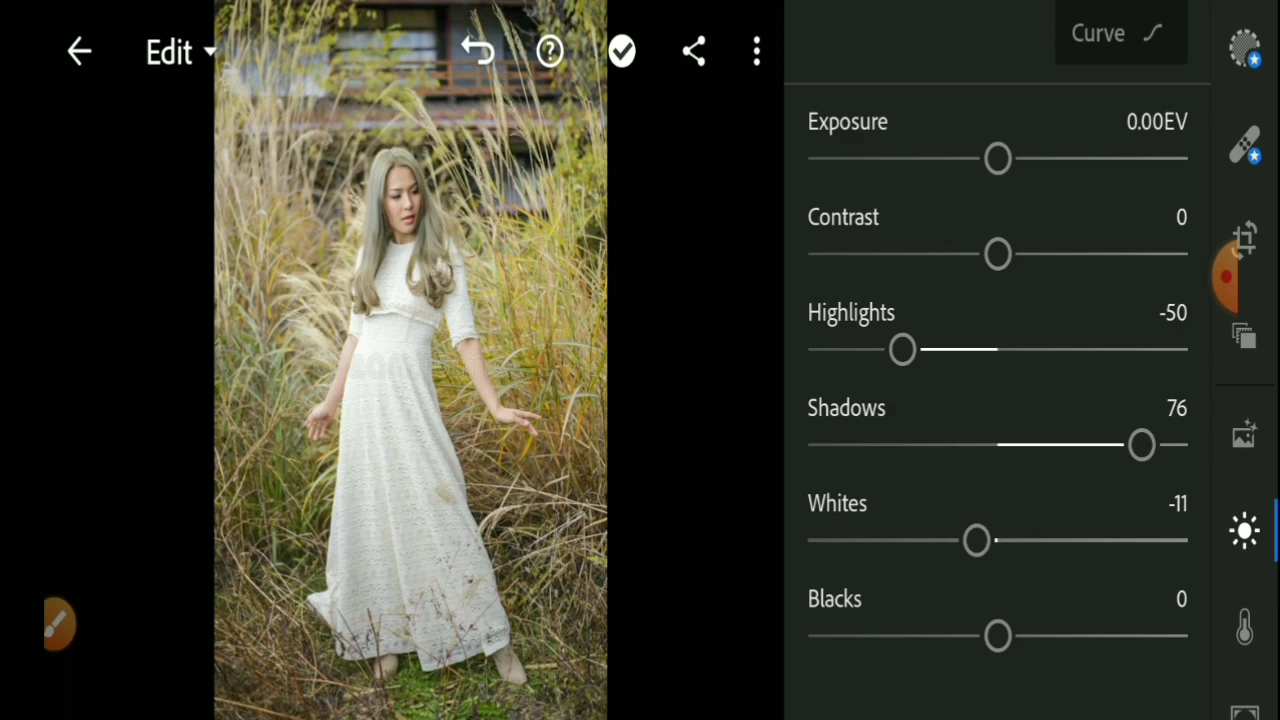 Edit
Curve
Exposure 0.00EV
Contrast 0
Highlights -50
Shadows 76
Whites -11
Blacks 0